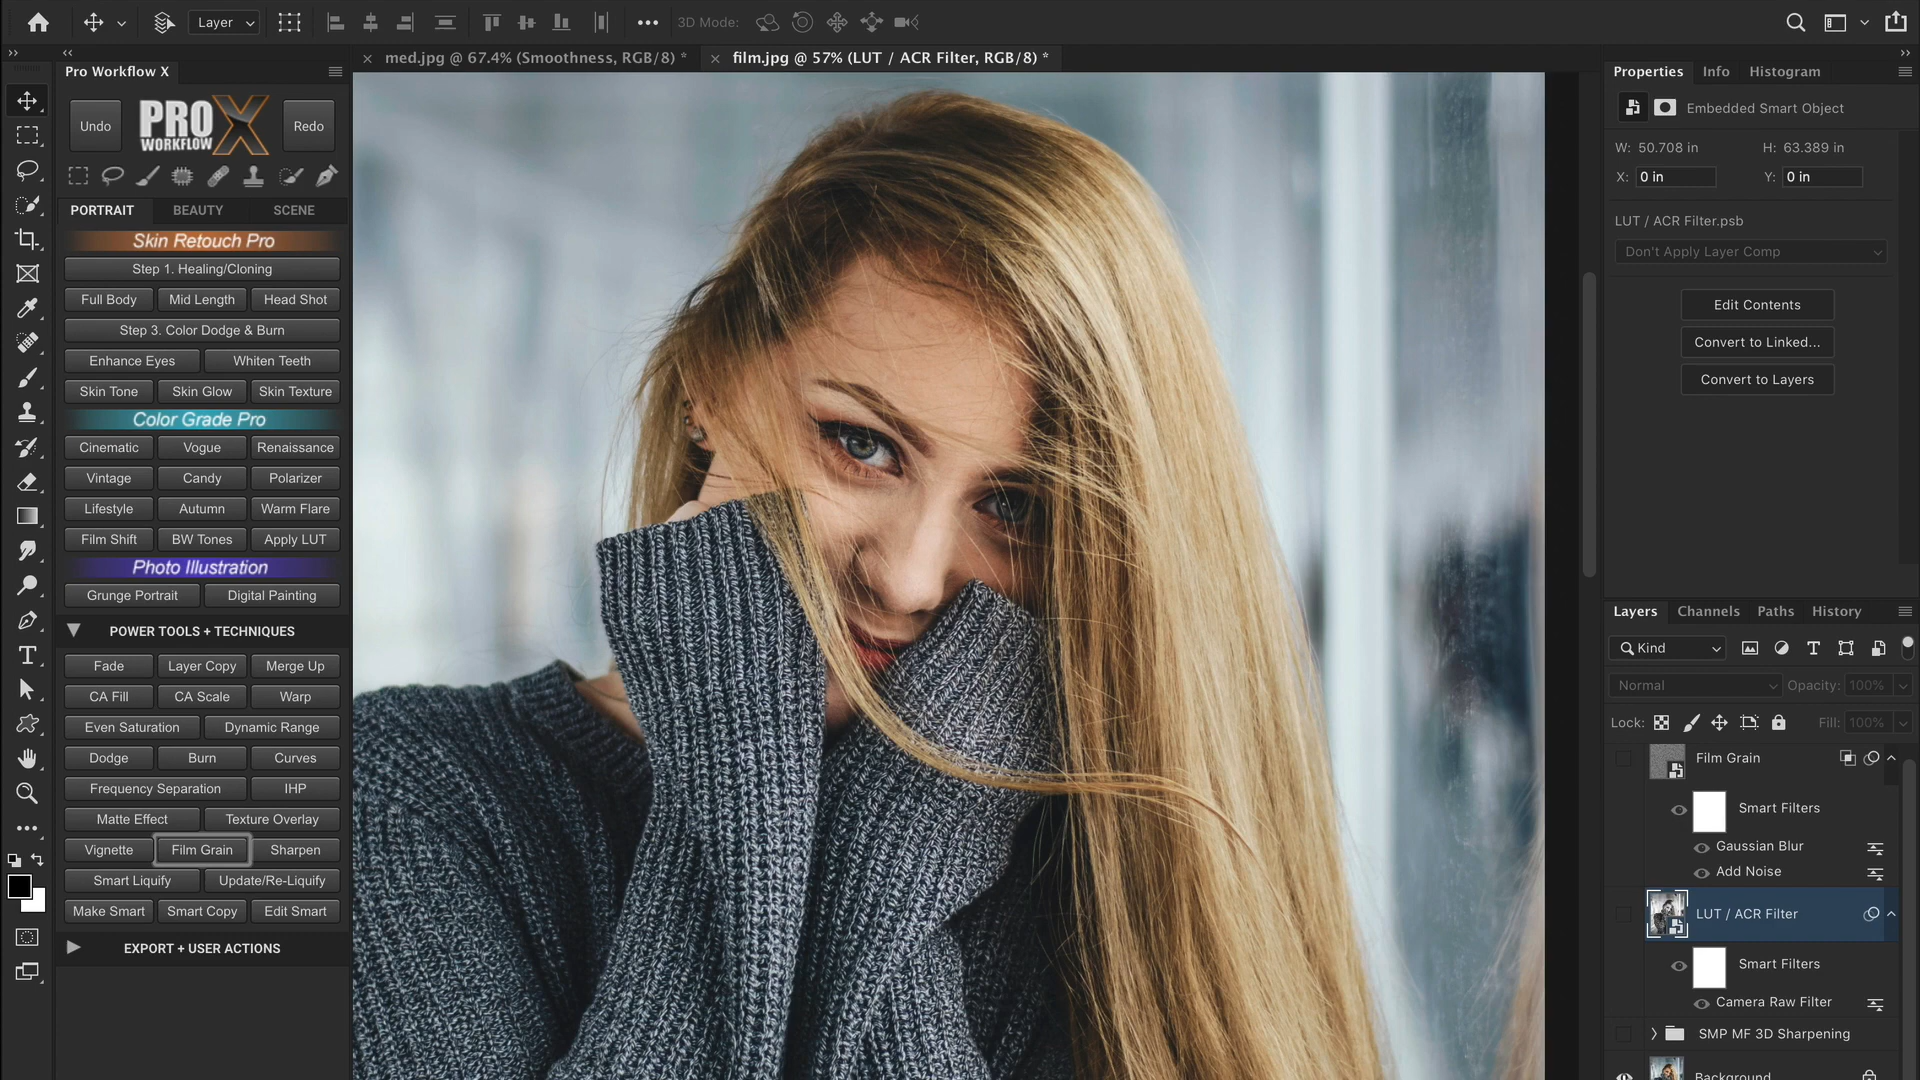 Layer
3D Mode:
Pro Workflow X
med.jpg @ 67.4% (Smoothness, RGB/8) *
film.jpg @ 57% (LUT / ACR Filter, RGB/8) *
Undo
PRO
WORKFLOW
X
Redo
PORTRAIT BEAUTY SCENE
Skin Retouch Pro
Step 1. Healing/Cloning
Full Body Mid Length Head Shot
Step 3. Color Dodge & Burn
Enhance Eyes Whiten Teeth
Skin Tone Skin Glow Skin Texture
Color Grade Pro
Cinematic Vogue Renaissance
Vintage Candy Polarizer
Lifestyle Autumn Warm Flare
Film Shift BW Tones Apply LUT
Photo Illustration
Grunge Portrait Digital Painting
POWER TOOLS + TECHNIQUES
Fade Layer Copy Merge Up
CA Fill CA Scale Warp
Even Saturation Dynamic Range
Dodge Burn Curves
Frequency Separation IHP
Matte Effect Texture Overlay
Vignette Film Grain Sharpen
Smart Liquify Update/Re-Liquify
Make Smart Smart Copy Edit Smart
EXPORT + USER ACTIONS
Properties Info Histogram
Embedded Smart Object
W: 50.708 in H: 63.389 in
X: 0 in Y: 0 in
LUT / ACR Filter.psb
Don't Apply Layer Comp
Edit Contents
Convert to Linked...
Convert to Layers
Layers Channels Paths History
Kind
Normal Opacity: 100%
Lock: Fill: 100%
Film Grain
Smart Filters
Gaussian Blur
Add Noise
LUT / ACR Filter
Smart Filters
Camera Raw Filter
SMP MF 3D Sharpening
Background